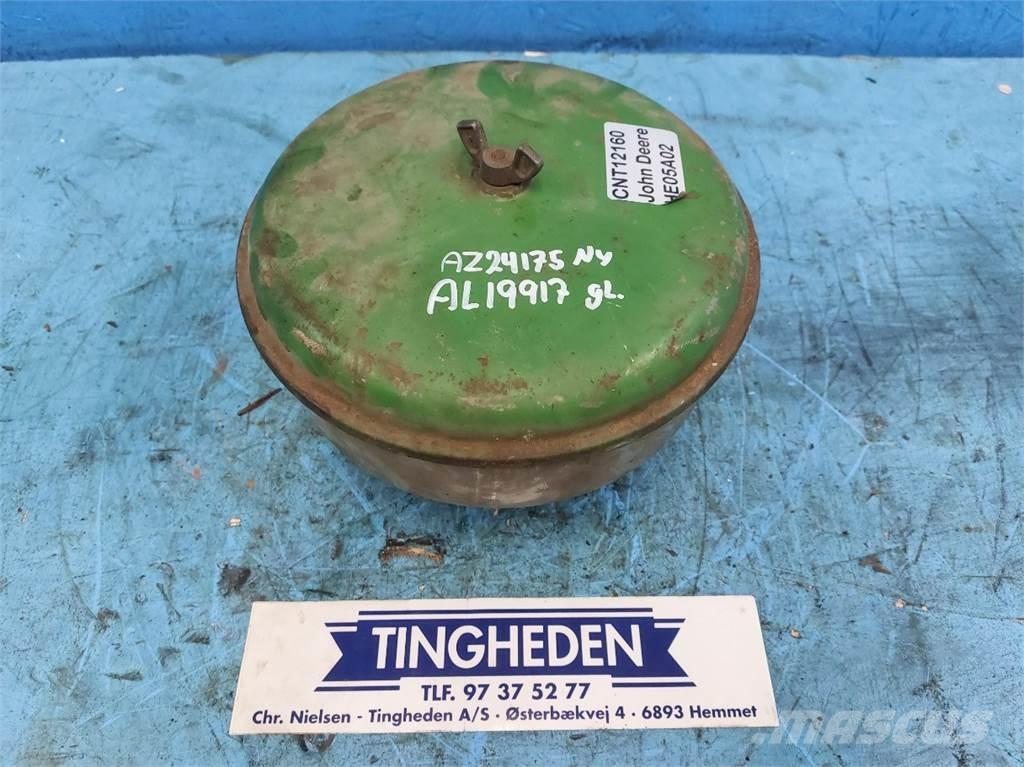 CNT12160
John Deere
HE05A02
AZ24175 Ny
AL19917 gl.
TINGHEDEN
TLF. 97 37 52 77
Chr. Nielsen - Tingheden A/S · Østerbækvej 4 · 6893 Hemmet
MASCUS